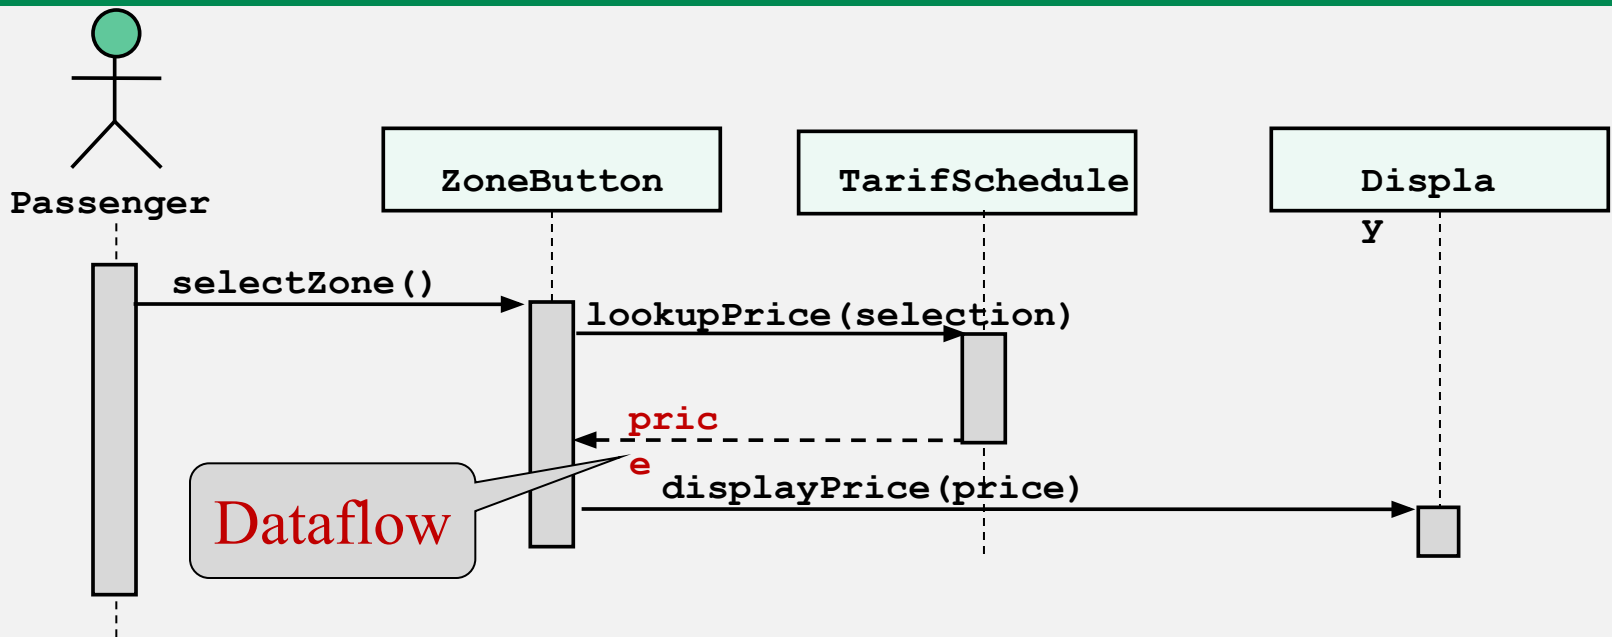 Passenger
ZoneButton
TarifSchedule
Displa
y
selectZone()
lookupPrice(selection)
pric
e
Dataflow
displayPrice(price)